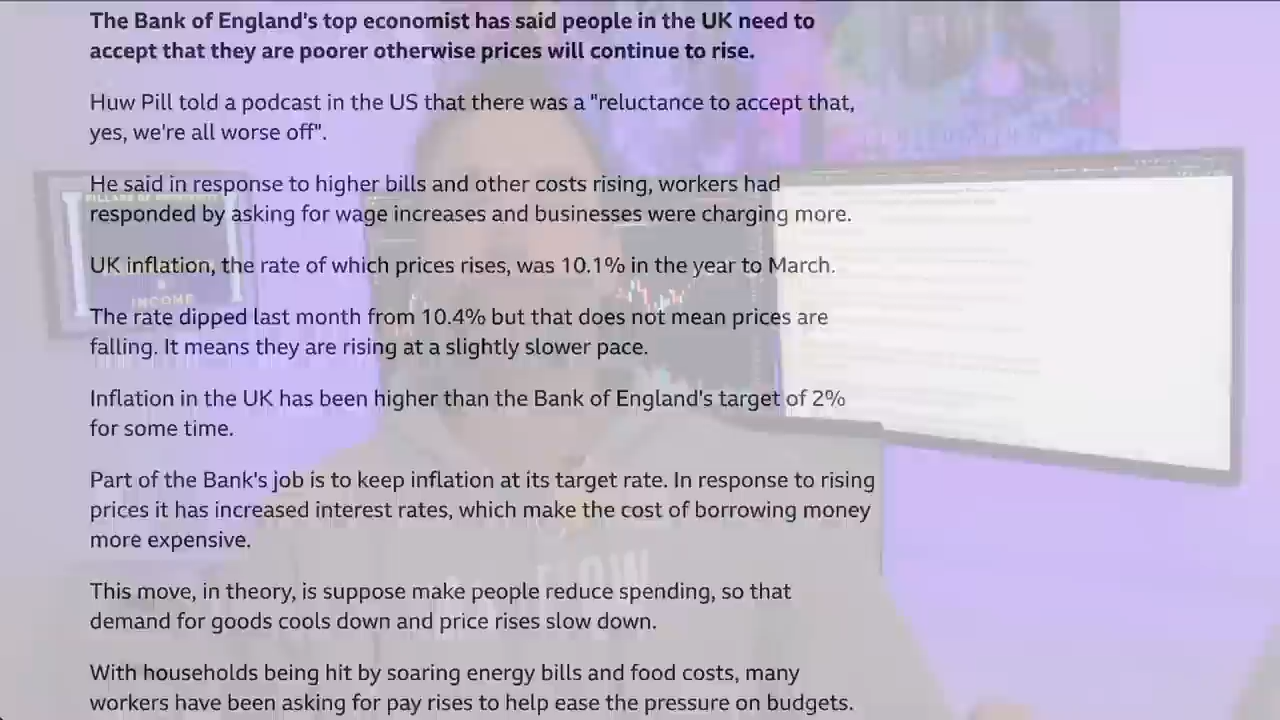 The Bank of England's top economist has said people in the UK need to
accept that they are poorer otherwise prices will continue to rise.
Huw Pill told a podcast in the US that there was a "reluctance to accept that,
yes, we're all worse off".
He said in response to higher bills and other costs rising, workers had
responded by asking for wage increases and businesses were charging more.
UK inflation, the rate of which prices rises, was 10.1% in the year to March.
The rate dipped last month from 10.4% but that does not mean prices are
falling. It means they are rising at a slightly slower pace.
Inflation in the UK has been higher than the Bank of England's target of 2%
for some time.
Part of the Bank's job is to keep inflation at its target rate. In response to rising
prices it has increased interest rates, which make the cost of borrowing money
more expensive.
This move, in theory, is suppose make people reduce spending, so that
demand for goods cools down and price rises slow down.
With households being hit by soaring energy bills and food costs, many
workers have been asking for pay rises to help ease the pressure on budgets.
&
INCOME